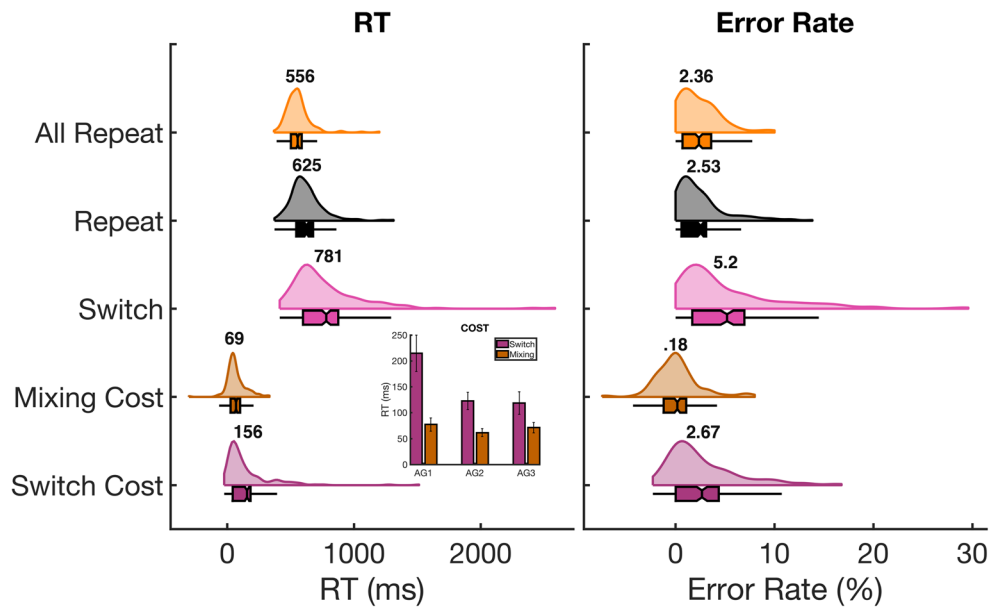 RT
Error Rate
556
2.36
All Repeat
625
2.53
Repeat
781
5.2
Switch
69
.18
Mixing Cost
156
2.67
Switch Cost
COST
Switch
Mixing
250
200
150
100
50
0
RT (ms)
AG1 AG2 AG3
0 1000 2000
0 10 20 30
RT (ms)
Error Rate (%)